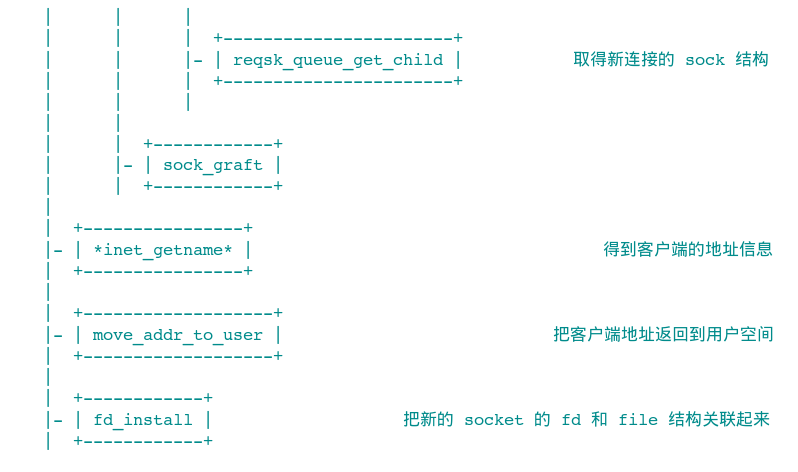 |      |      |
|      |      |  +-----------------------+
|      |      |- | reqsk_queue_get_child |           取得新连接的 sock 结构
|      |      |  +-----------------------+
|      |      |
|      |
|      |  +------------+
|      |- | sock_graft |
|      |  +------------+
|
|  +----------------+
|- | *inet_getname* |                                   得到客户端的地址信息
|  +----------------+
|
|  +-------------------+
|- | move_addr_to_user |                           把客户端地址返回到用户空间
|  +-------------------+
|
|  +------------+
|- | fd_install |                   把新的 socket 的 fd 和 file 结构关联起来
|  +------------+